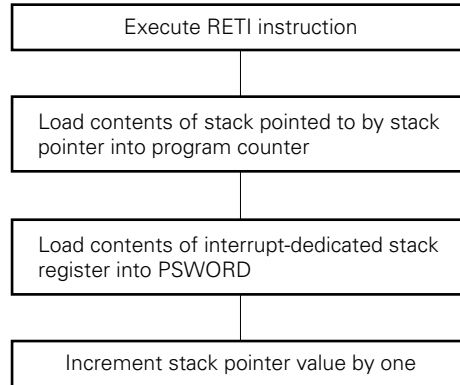 Execute RETI instruction
Load contents of stack pointed to by stack
pointer into program counter
Load contents of interrupt-dedicated stack
register into PSWORD
Increment stack pointer value by one